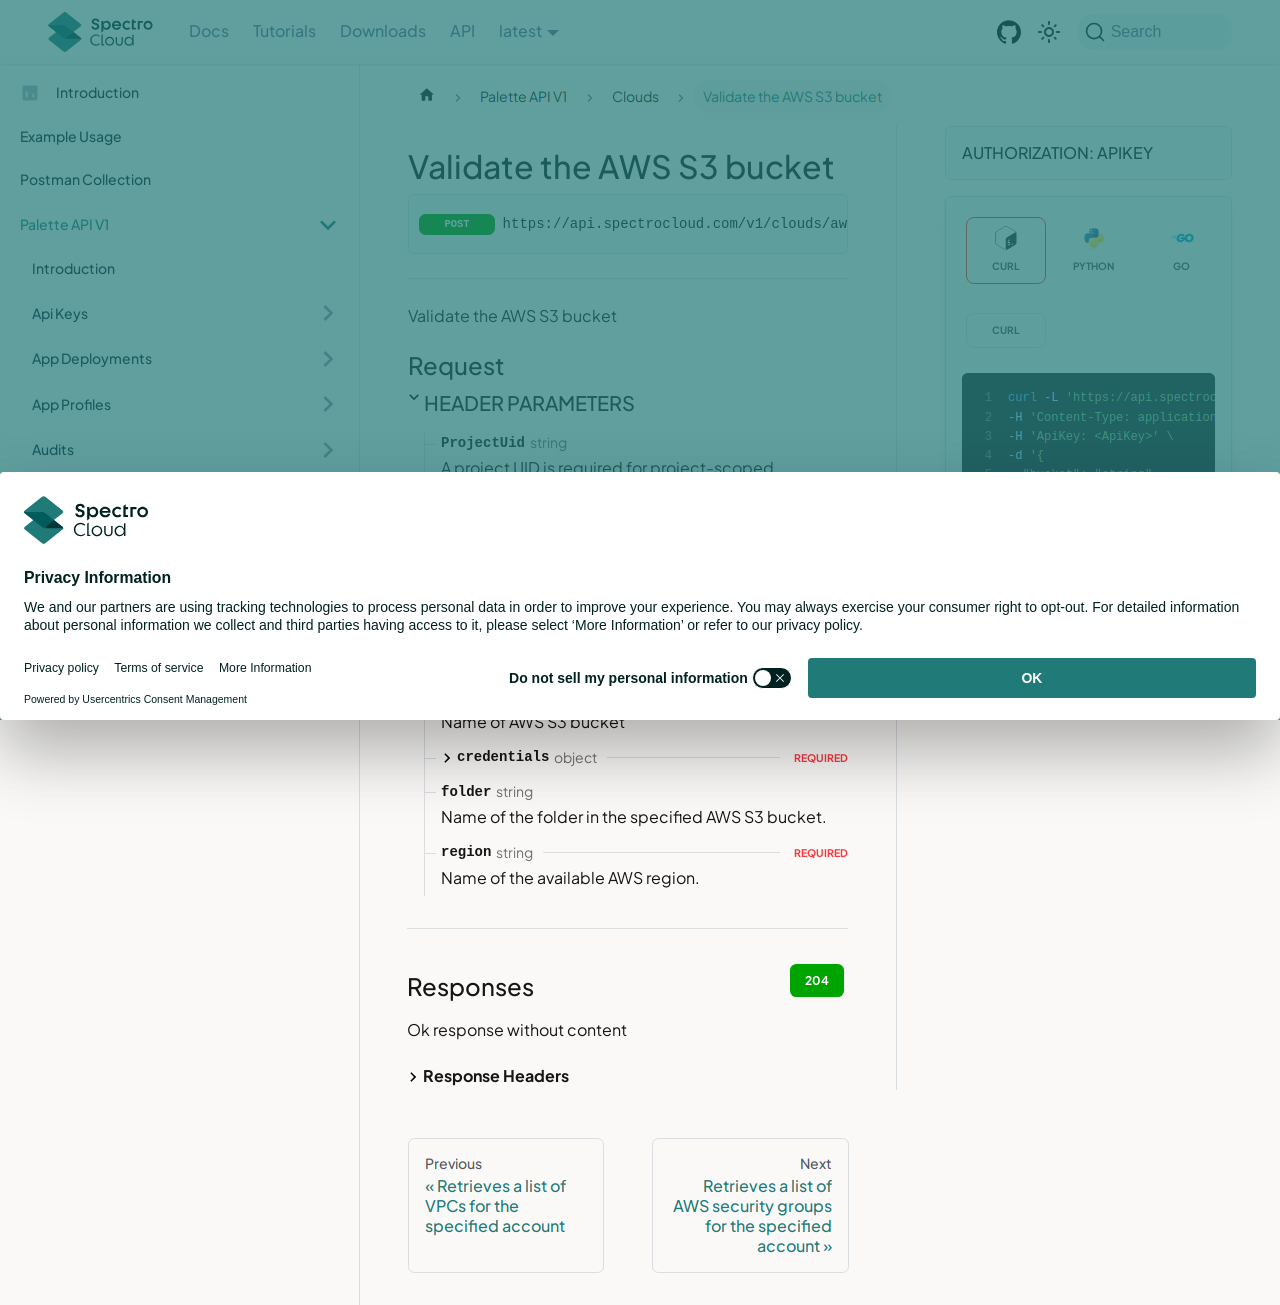 Spectro
Cloud
Docs
Tutorials
Downloads
API
latest
Search
Introduction
Example Usage
Postman Collection
Palette API V1
Introduction
Api Keys
App Deployments
App Profiles
Audits
Palette API V1
Clouds
Validate the AWS S3 bucket
Validate the AWS S3 bucket
POST
https://api.spectrocloud.com/v1/clouds/aw
Validate the AWS S3 bucket
Request
HEADER PARAMETERS
ProjectUid string
A project UID is required for project-scoped
AUTHORIZATION: APIKEY
CURL
PYTHON
GO
CURL
1 curl -L 'https://api.spectroc
2 -H 'Content-Type: application
3 -H 'ApiKey: <ApiKey>' \
4 -d '{
Spectro
Cloud
Privacy Information
We and our partners are using tracking technologies to process personal data in order to improve your experience. You may always exercise your consumer right to opt-out. For detailed information
about personal information we collect and third parties having access to it, please select ‘More Information’ or refer to our privacy policy.
Privacy policy
Terms of service
More Information
Powered by Usercentrics Consent Management
Do not sell my personal information
OK
Name of AWS S3 bucket
credentials object
REQUIRED
folder string
Name of the folder in the specified AWS S3 bucket.
region string
REQUIRED
Name of the available AWS region.
Responses
204
Ok response without content
Response Headers
Previous
« Retrieves a list of
VPCs for the
specified account
Next
Retrieves a list of
AWS security groups
for the specified
account »